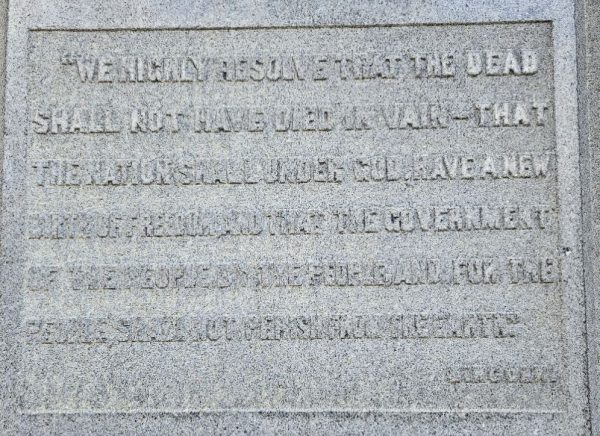 "WE HIGHLY RESOLVE THAT THE DEAD
SHALL NOT HAVE DIED IN VAIN — THAT
THE NATION SHALL UNDER GOD, HAVE A NEW
BIRTH OF FREEDOM, AND THAT THE GOVERNMENT
OF THE PEOPLE, BY THE PEOPLE, AND FOR THE
PEOPLE SHALL NOT PERISH FROM THE EARTH."
LINCOLN.